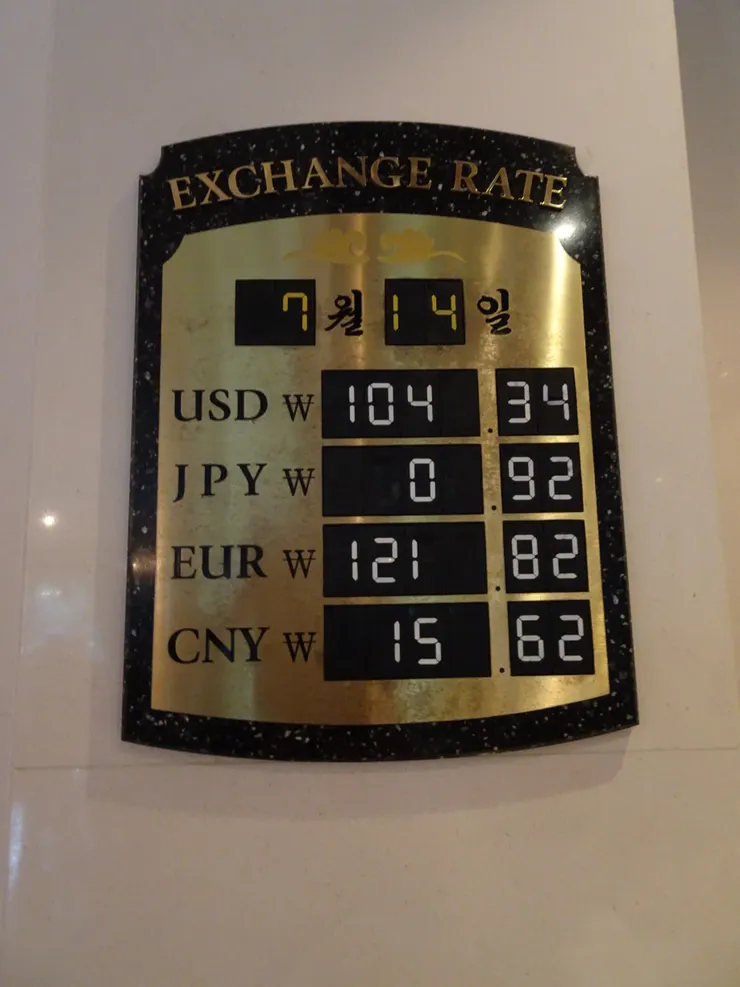 EXCHANGE RATE
7월 14일
USD ₩ 104.34
JPY ₩ 0.92
EUR ₩ 121.82
CNY ₩ 15.62